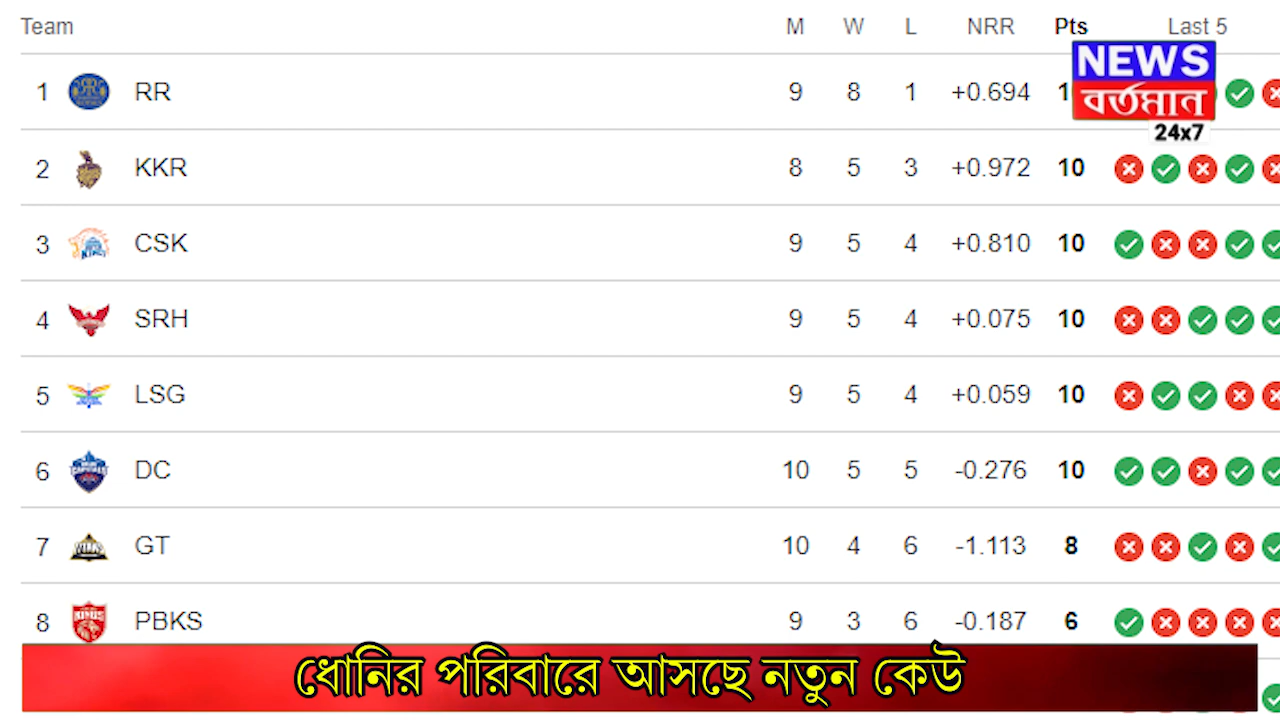 Team M W L NRR Pts Last 5
1 RR 9 8 1 +0.694
2 KKR 8 5 3 +0.972 10
3 CSK 9 5 4 +0.810 10
4 SRH 9 5 4 +0.075 10
5 LSG 9 5 4 +0.059 10
6 DC 10 5 5 -0.276 10
7 GT 10 4 6 -1.113 8
8 PBKS 9 3 6 -0.187 6
NEWS
বর্তমান
24x7
ধোনির পরিবারে আসছে নতুন কেউ